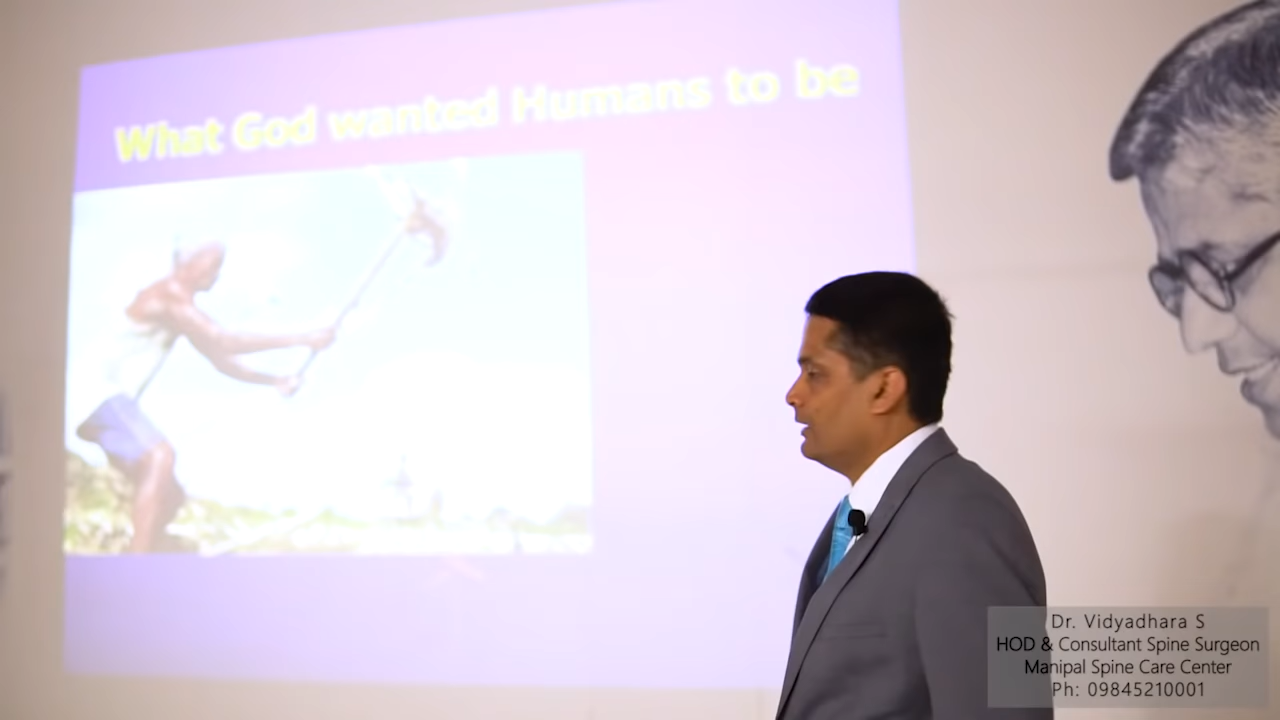 What God wanted Humans to be
Dr. Vidyadhara S
HOD & Consultant Spine Surgeon
Manipal Spine Care Center
Ph: 09845210001